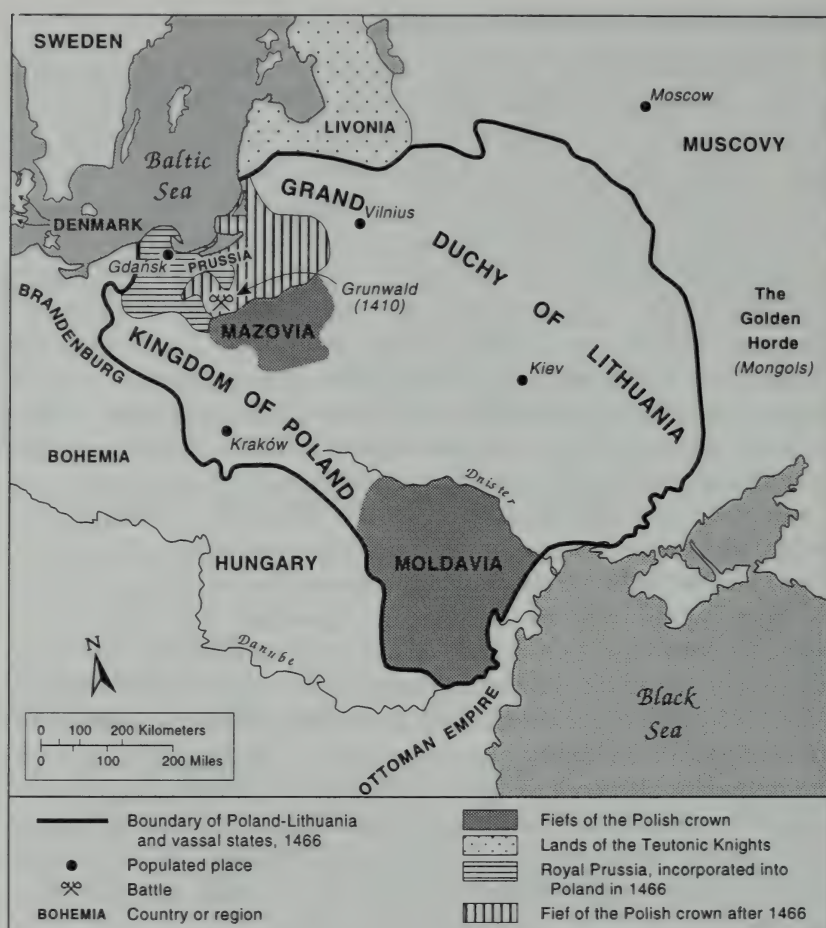 SWEDEN
Moscow
LIVONIA
MUSCOVY
Baltic
Sea
GRAND
Vilnius
DENMARK
DUCHY
Gdańsk
PRUSSIA
OF
Grunwald
(1410)
The
Golden
Horde
(Mongols)
BRANDENBURG
MAZOVIA
LITHUANIA
KINGDOM OF POLAND
Kiev
Kraków
BOHEMIA
Dnister
HUNGARY
MOLDAVIA
Danube
N
Black
Sea
OTTOMAN EMPIRE
0 100 200 Kilometers
0 100 200 Miles
Boundary of Poland-Lithuania
and vassal states, 1466
Populated place
Battle
BOHEMIA Country or region
Fiefs of the Polish crown
Lands of the Teutonic Knights
Royal Prussia, incorporated into
Poland in 1466
Fief of the Polish crown after 1466